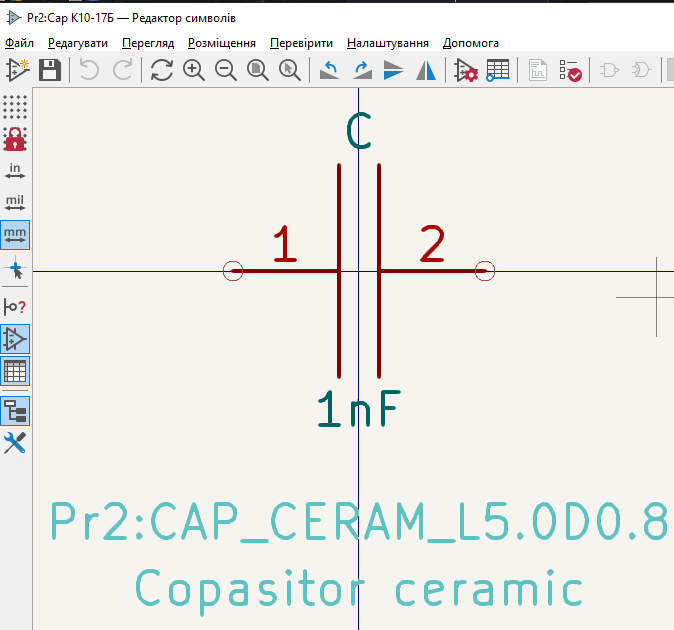 Pr2:Cap К10-17Б — Редактор символів
Файл Редагувати Перегляд Розміщення Перевірити Налаштування Допомога
in
mil
mm
C
1 2
1nF
Pr2:CAP_CERAM_L5.0D0.8
Copasitor ceramic